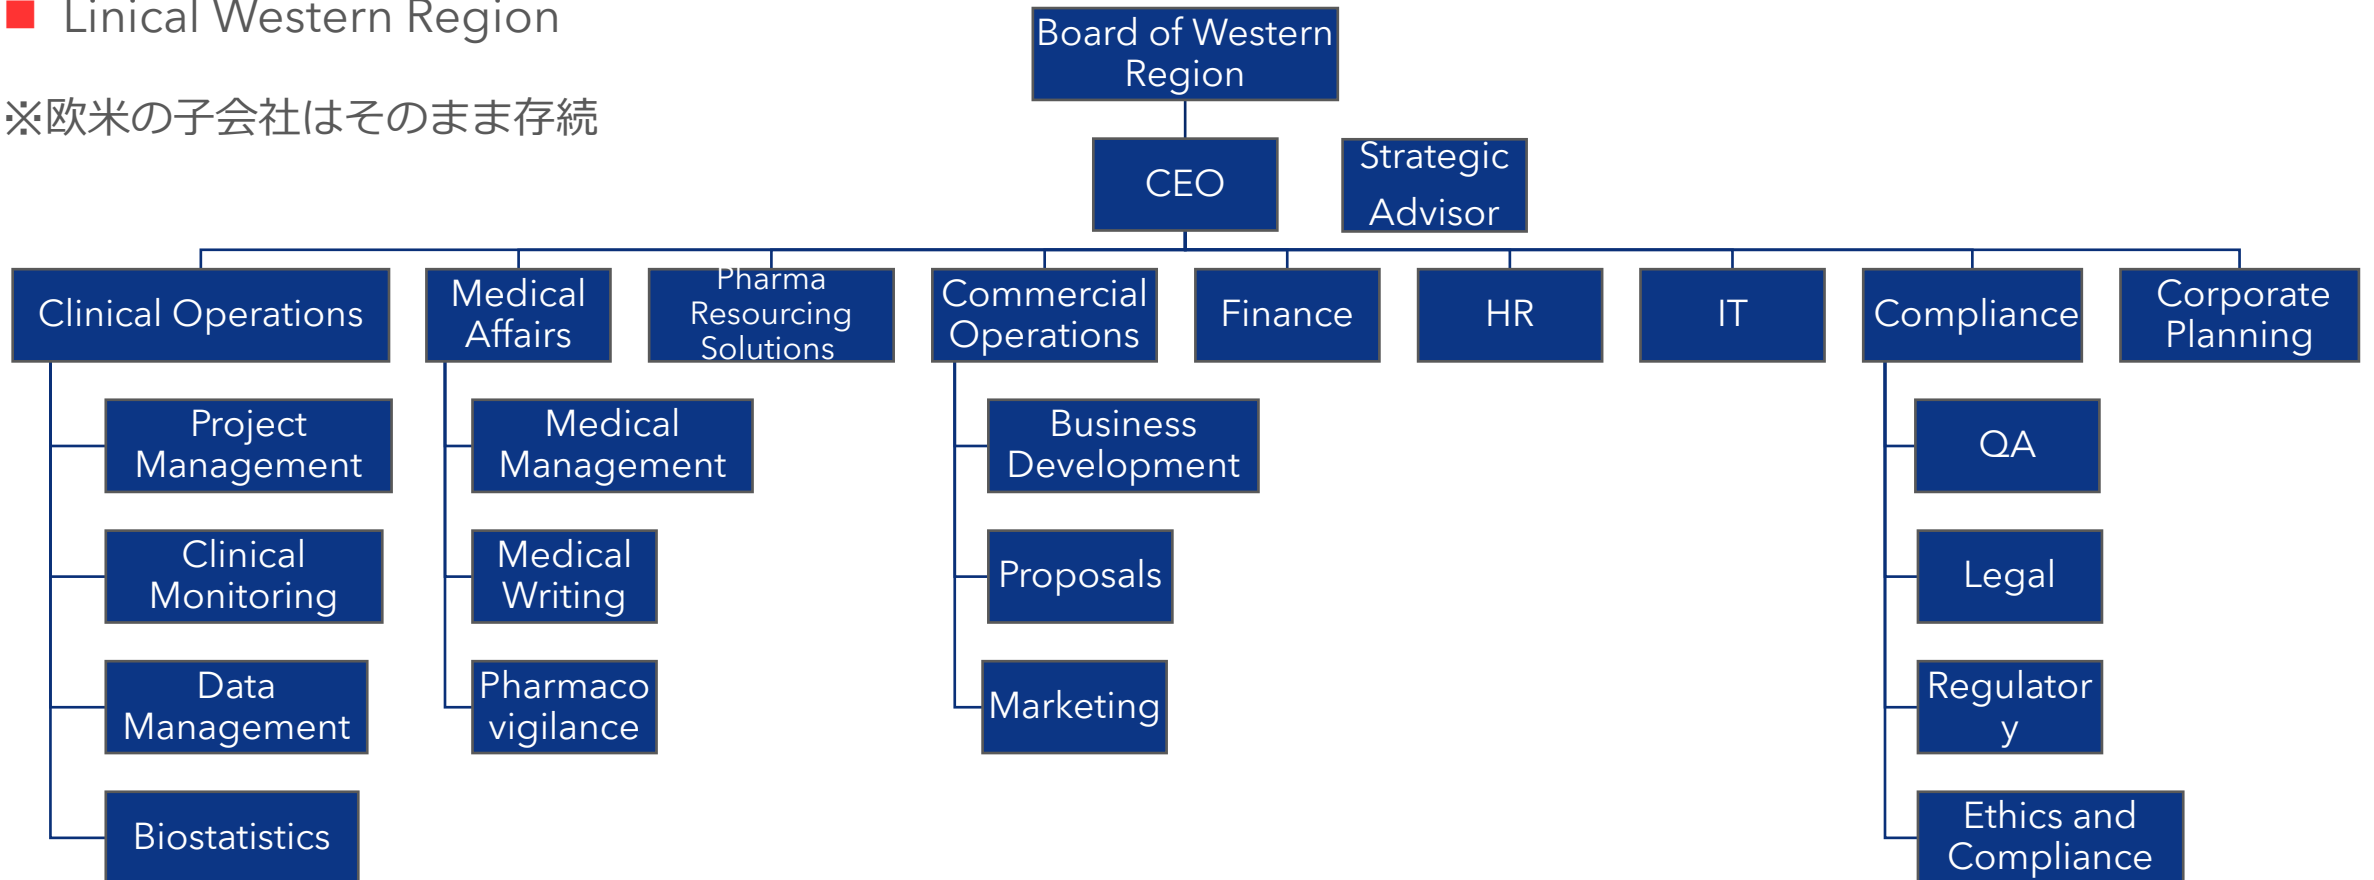 Linical Western Region
※欧米の子会社はそのまま存続
Board of Western
Region
CEO
Strategic
Advisor
Clinical Operations
Medical
Affairs
Pharma
Resourcing
Solutions
Commercial
Operations
Finance
HR
IT
Compliance
Corporate
Planning
Project
Management
Medical
Management
Business
Development
QA
Clinical
Monitoring
Medical
Writing
Proposals
Legal
Data
Management
Pharmaco
vigilance
Marketing
Regulator
y
Biostatistics
Ethics and
Compliance